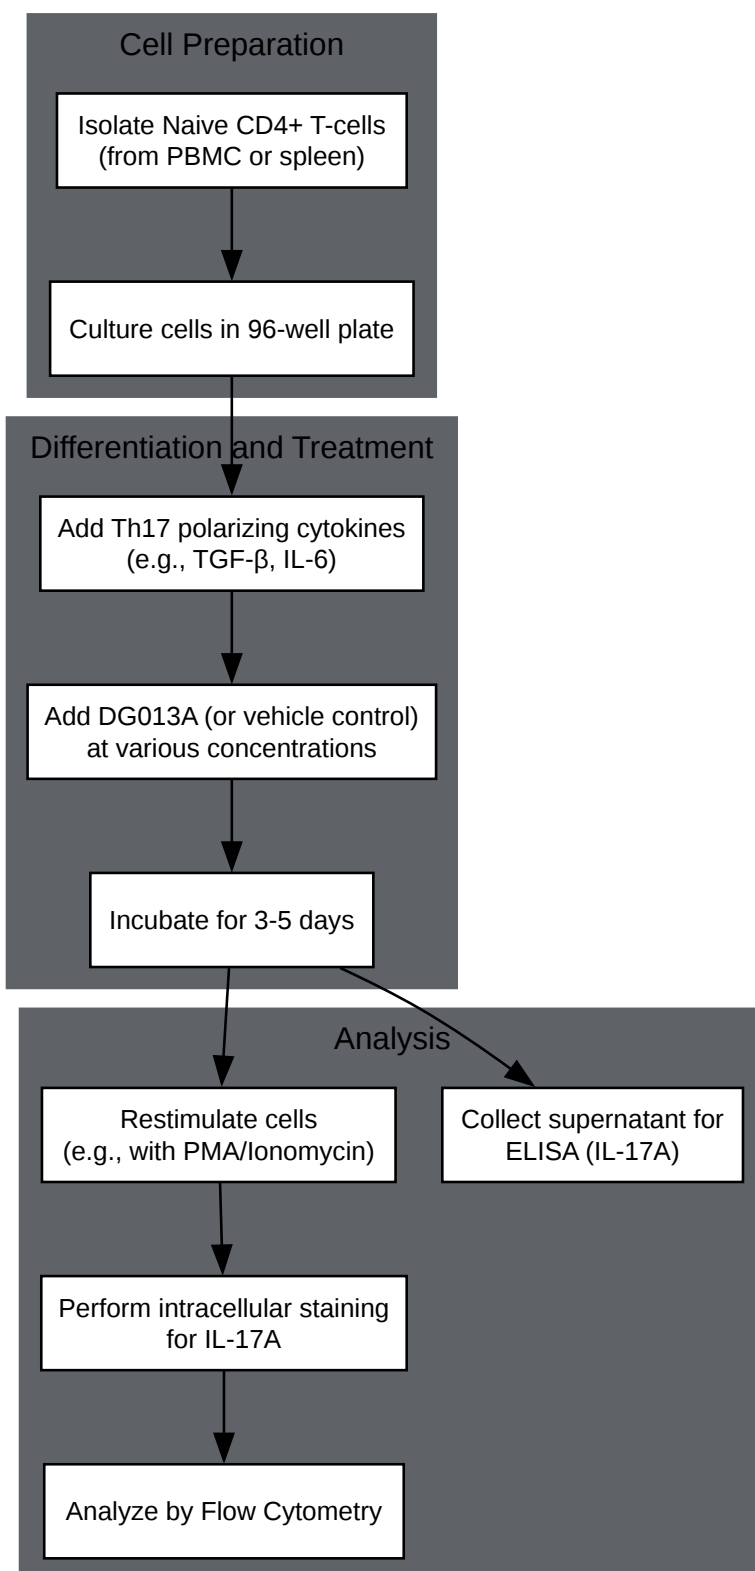 Cell Preparation
Isolate Naive CD4+ T-cells
(from PBMC or spleen)
Culture cells in 96-well plate
Differentiation and Treatment
Add Th17 polarizing cytokines
(e.g., TGF-β, IL-6)
Add DG013A (or vehicle control)
at various concentrations
Incubate for 3-5 days
Analysis
Restimulate cells
(e.g., with PMA/Ionomycin)
Collect supernatant for
ELISA (IL-17A)
Perform intracellular staining
for IL-17A
Analyze by Flow Cytometry